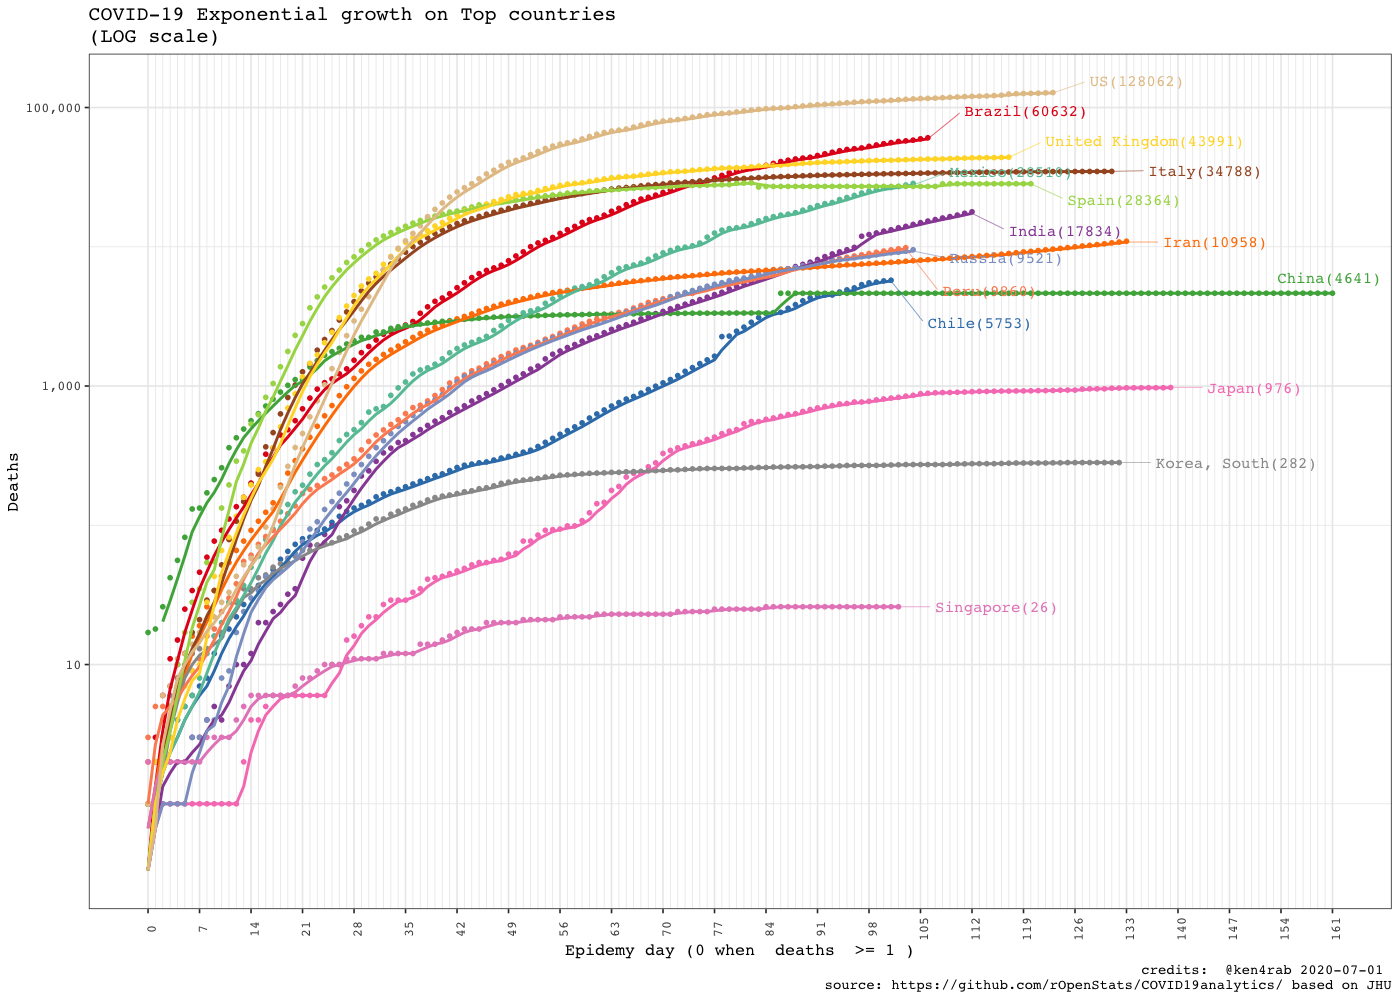 COVID-19 Exponential growth on Top countries
(LOG scale)
US(128062)
100,000
Brazil(60632)
United Kingdom(43991)
Italy(34788)
Spain(28364)
India(17834)
Iran(10958)
Russia(9521)
China(4641)
Chile(5753)
1,000
Japan(976)
Korea, South(282)
Deaths
Singapore(26)
10
0 7 14 21 28 35 42 49 56 63 70 77 84 91 98 105 112 119 126 133 140 147 154 161
Epidemy day (0 when deaths >= 1 )
credits: @ken4rab 2020-07-01
source: https://github.com/rOpenStats/COVID19analytics/ based on JHU